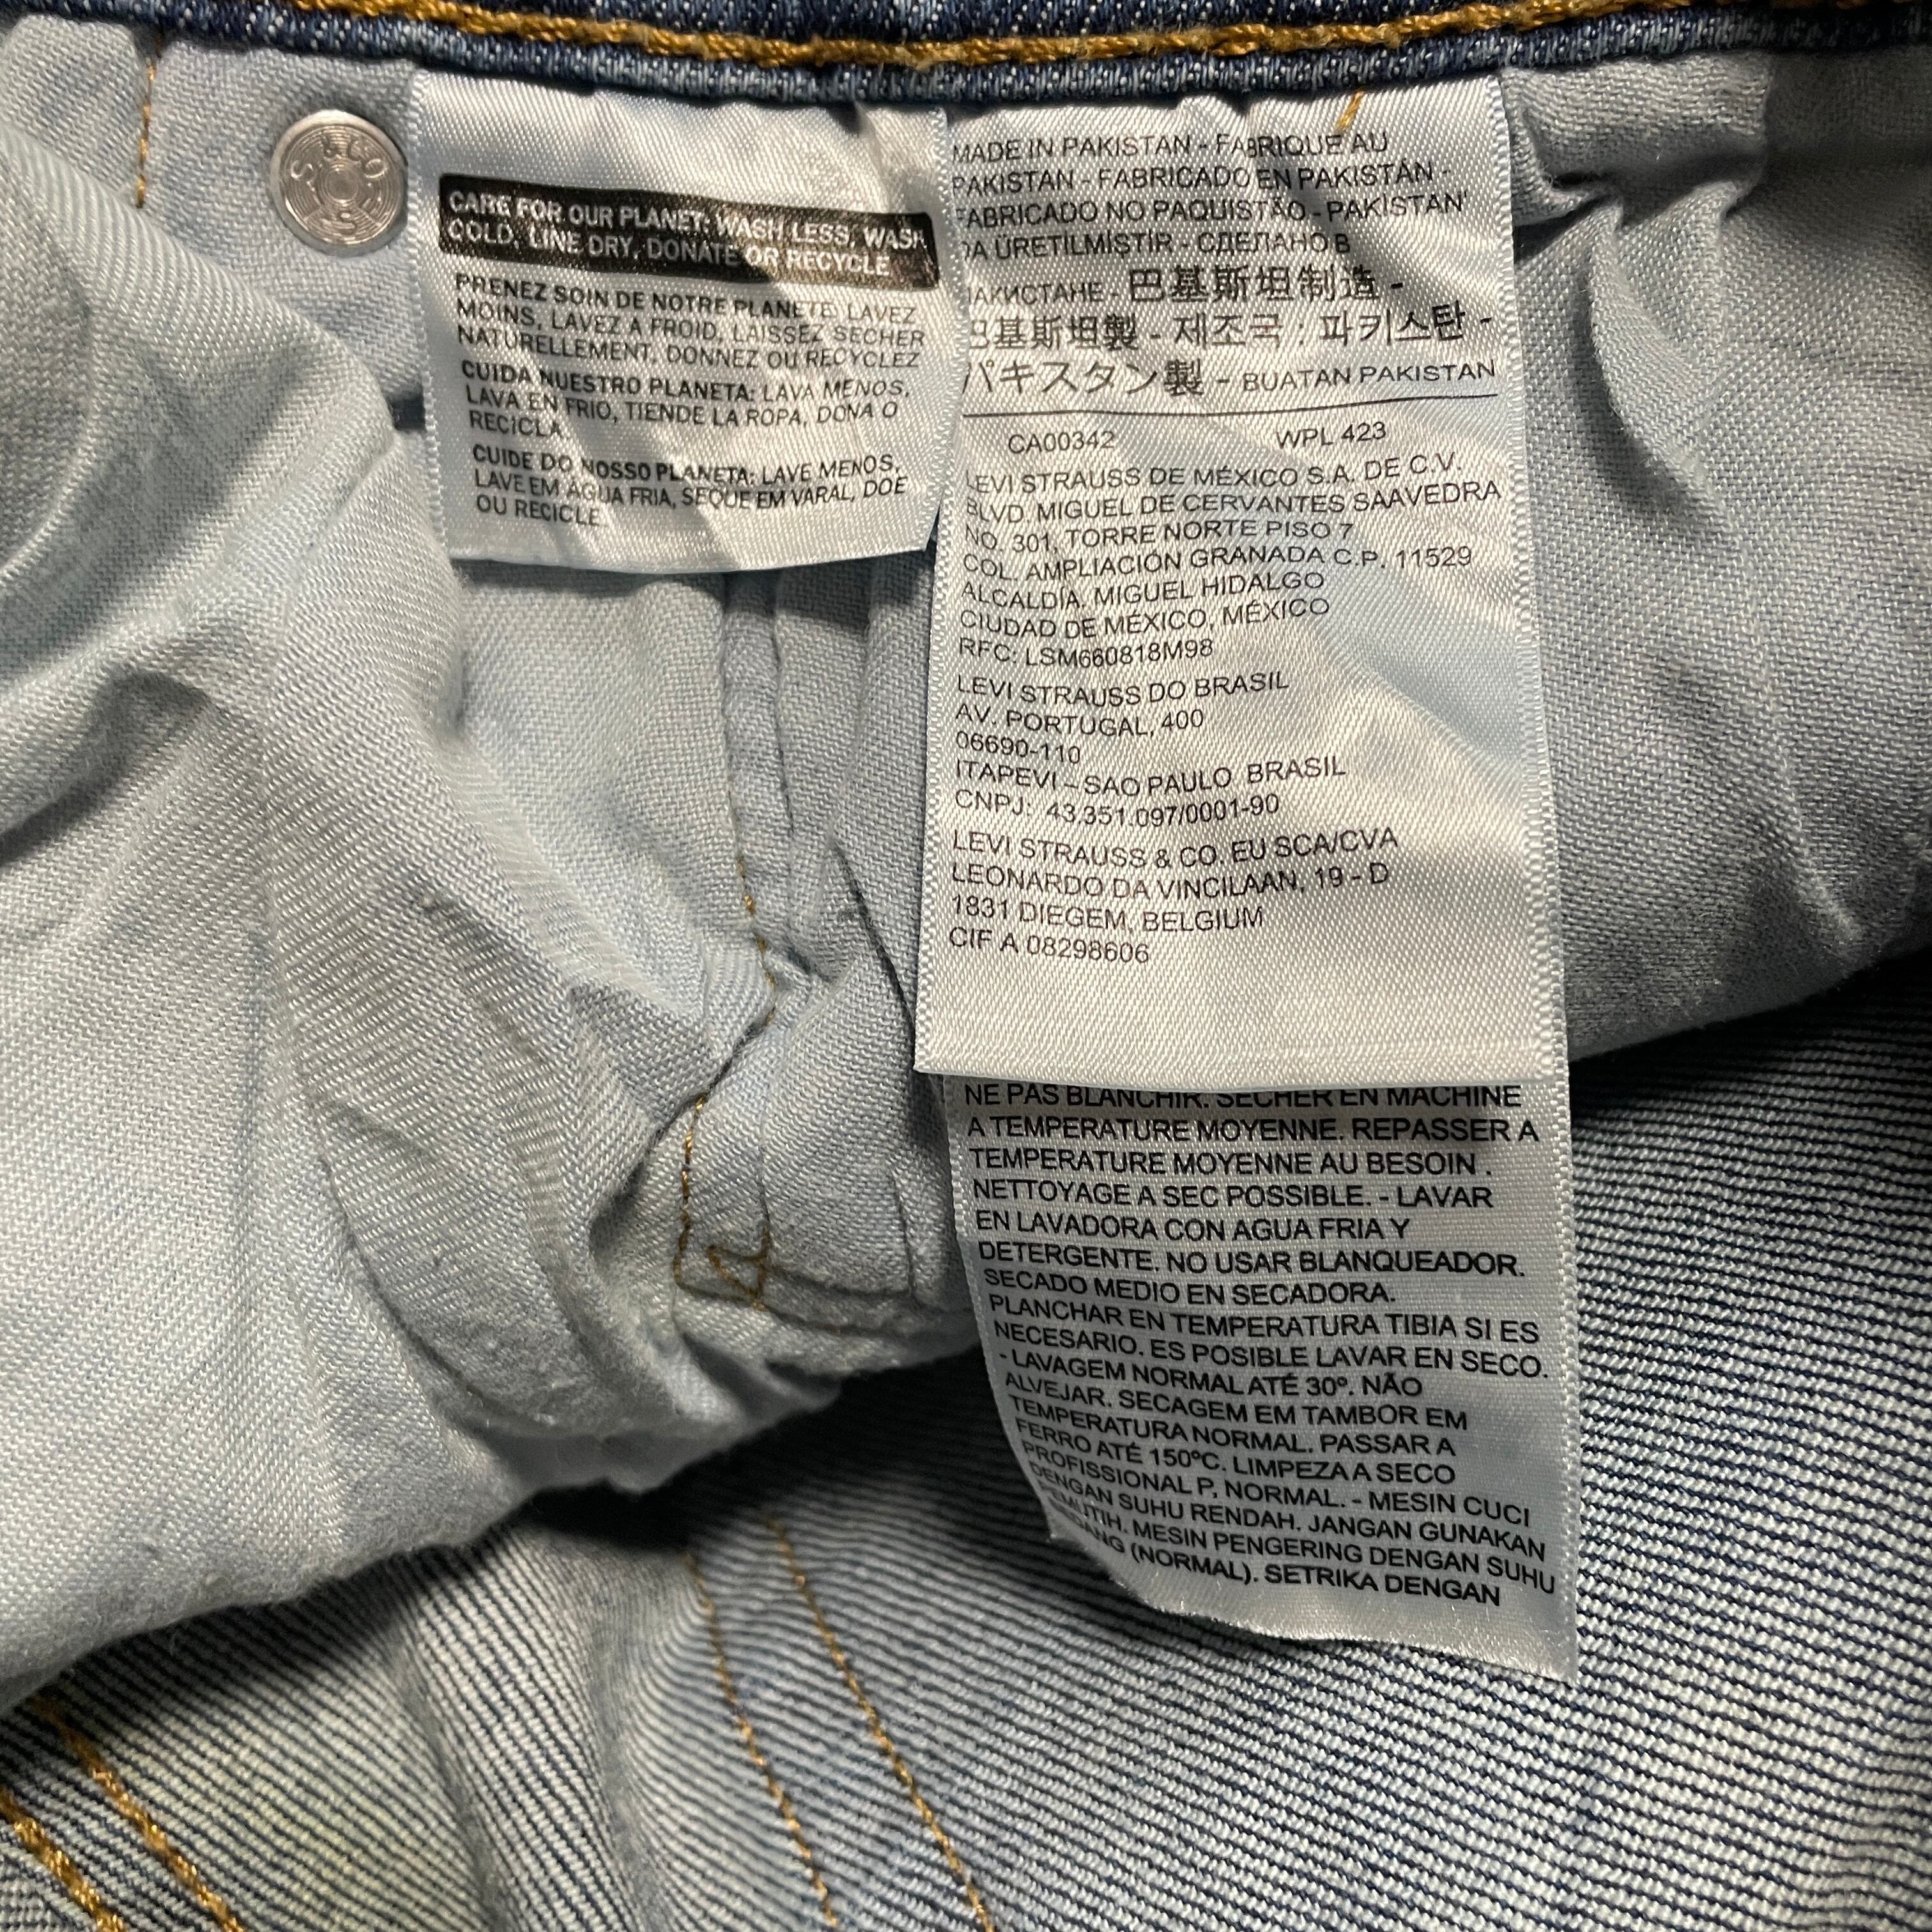 S. & CO.
S
CARE FOR OUR PLANET: WASH LESS, WASH
COLD, LINE DRY, DONATE OR RECYCLE
PRENEZ SOIN DE NOTRE PLANETE: LAVEZ
MOINS, LAVEZ A FROID, LAISSEZ SECHER
NATURELLEMENT, DONNEZ OU RECYCLEZ
CUIDA NUESTRO PLANETA: LAVA MENOS,
LAVA EN FRIO, TIENDE LA ROPA, DONA O
RECICLA.
CUIDE DO NOSSO PLANETA: LAVE MENOS,
LAVE EM ÁGUA FRIA, SEQUE EM VARAL, DOE
OU RECICLE.
MADE IN PAKISTAN - FABRIQUE AU
PAKISTAN - FABRICADO EN PAKISTÁN -
FABRICADO NO PAQUISTÃO - PAKİSTAN'
DA ÜRETİLMİŞTİR - СДЕЛАНО В
ПАКИСТАНЕ - 巴基斯坦制造 -
巴基斯坦製 - 제조국 : 파키스탄 -
パキスタン製 - BUATAN PAKISTAN
CA00342 WPL 423
LEVI STRAUSS DE MÉXICO S.A. DE C.V.
BLVD. MIGUEL DE CERVANTES SAAVEDRA
NO. 301, TORRE NORTE PISO 7
COL. AMPLIACIÓN GRANADA C.P. 11529
ALCALDÍA. MIGUEL HIDALGO
CIUDAD DE MÉXICO, MÉXICO
RFC: LSM660818M98
LEVI STRAUSS DO BRASIL
AV. PORTUGAL, 400
06690-110
ITAPEVI – SAO PAULO BRASIL
CNPJ: 43.351.097/0001-90
LEVI STRAUSS & CO. EU SCA/CVA
LEONARDO DA VINCILAAN, 19 - D
1831 DIEGEM, BELGIUM
CIF A 08298606
NE PAS BLANCHIR. SECHER EN MACHINE
A TEMPERATURE MOYENNE. REPASSER A
TEMPERATURE MOYENNE AU BESOIN .
NETTOYAGE A SEC POSSIBLE. - LAVAR
EN LAVADORA CON AGUA FRIA Y
DETERGENTE. NO USAR BLANQUEADOR.
SECADO MEDIO EN SECADORA.
PLANCHAR EN TEMPERATURA TIBIA SI ES
NECESARIO. ES POSIBLE LAVAR EN SECO.
- LAVAGEM NORMAL ATÉ 30º. NÃO
ALVEJAR. SECAGEM EM TAMBOR EM
TEMPERATURA NORMAL. PASSAR A
FERRO ATÉ 150ºC. LIMPEZA A SECO
PROFISSIONAL P, NORMAL. - MESIN CUCI
DENGAN SUHU RENDAH. JANGAN GUNAKAN
PEMUTIH. MESIN PENGERING DENGAN SUHU
(NORMAL). SETRIKA DENGAN